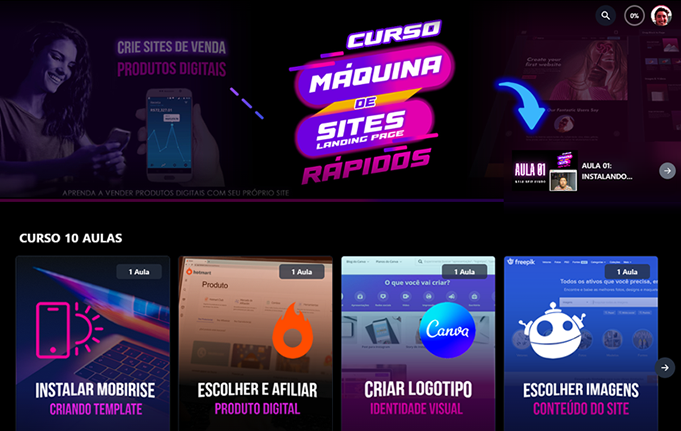 0%
CRIE SITES DE VENDA
PRODUTOS DIGITAIS
CURSO
MÁQUINA
DE
SITES
LANDING PAGE
RÁPIDOS
APRENDA A VENDER PRODUTOS DIGITAIS COM SEU PRÓPRIO SITE
AULA 01
AULA 01:
INSTALANDO...
CURSO 10 AULAS
1 Aula
INSTALAR MOBIRISE
CRIANDO TEMPLATE
hotmart
Produto
1 Aula
ESCOLHER E AFILIAR
PRODUTO DIGITAL
1 Aula
O que você vai criar?
Canva
CRIAR LOGOTIPO
IDENTIDADE VISUAL
freepik
1 Aula
Todos os ativos que você precisa, e
ESCOLHER IMAGENS
CONTEÚDO DO SITE